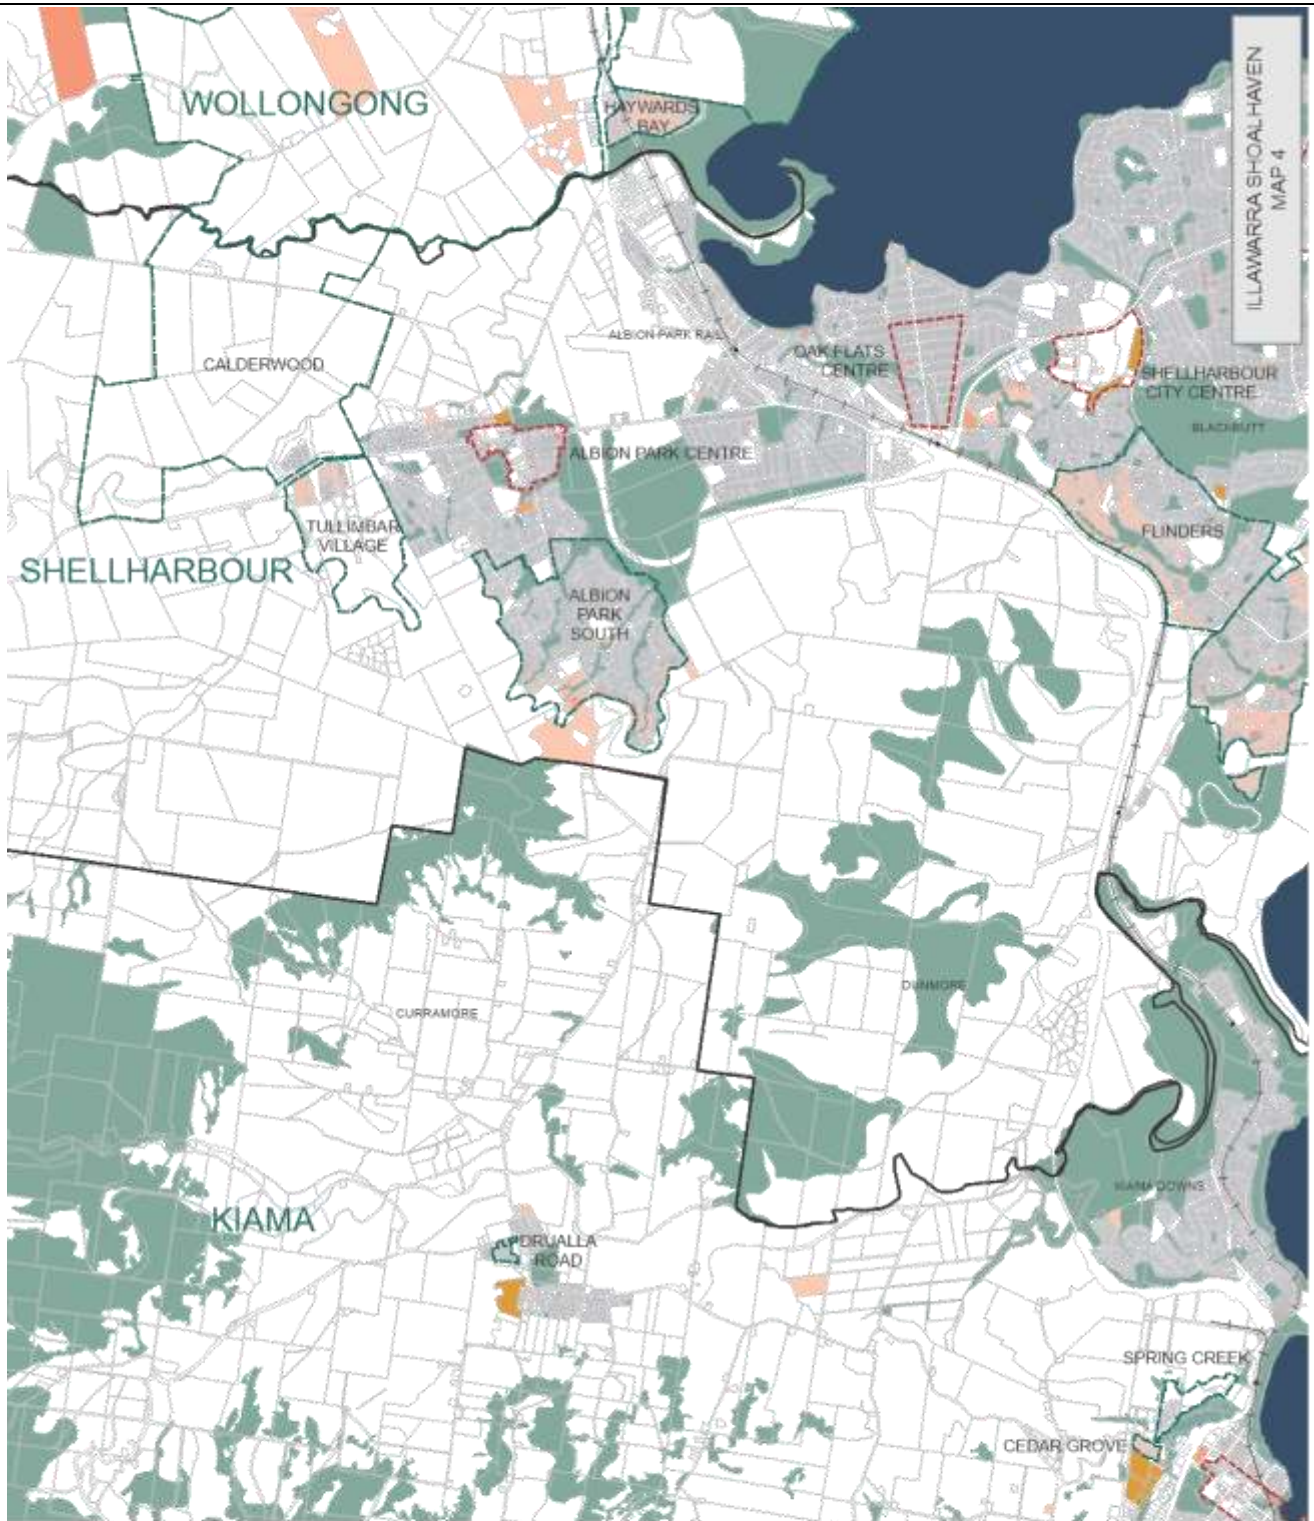 ILLAWARRA SHOALHAVEN
MAP 4
WOLLONGONG
HAYWARDS
BAY
ALBION PARK RAIL
CALDERWOOD
OAK FLATS
CENTRE
SHELLHARBOUR
CITY CENTRE
BLACKBUTT
ALBION PARK CENTRE
TULLIMBAR
VILLAGE
FLINDERS
SHELLHARBOUR
ALBION
PARK
SOUTH
DUNMORE
CURRAMORE
KIAMA DOWNS
KIAMA
DRUALLA
ROAD
SPRING CREEK
CEDAR GROVE